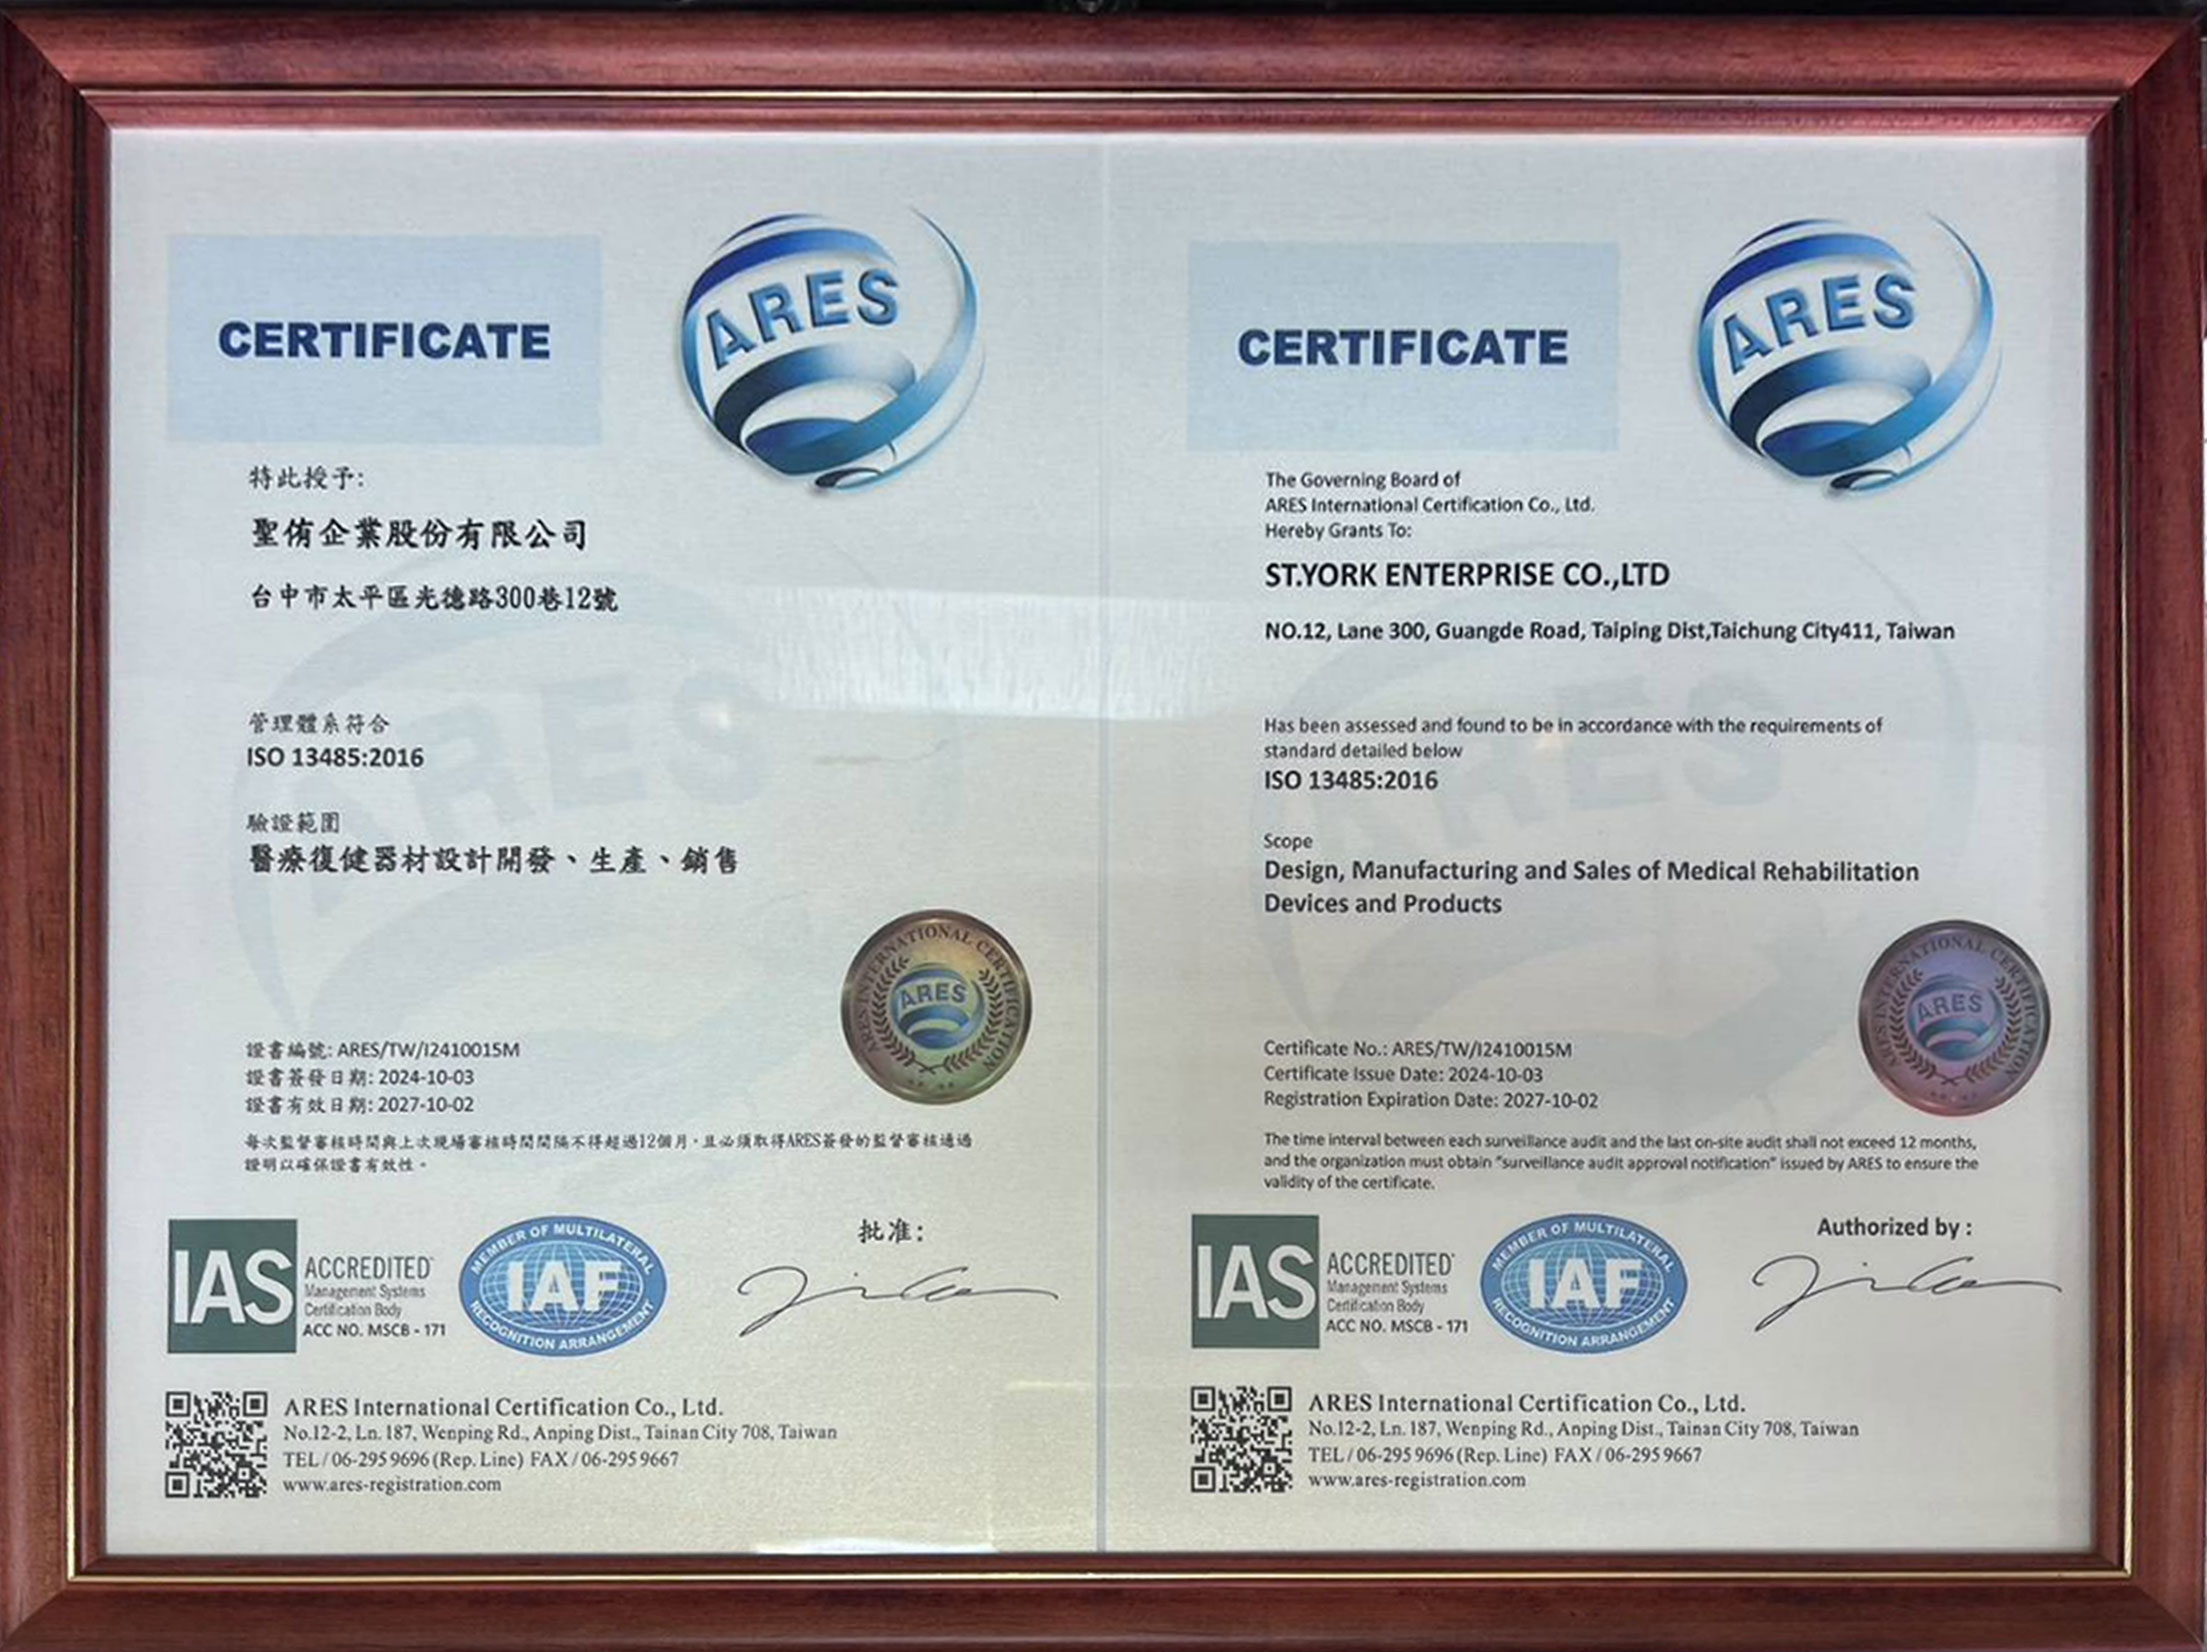 CERTIFICATE
ARES
特此授予:
聖侑企業股份有限公司
台中市太平區光德路300巷12號
管理體系符合
ISO 13485:2016
驗證範圍
醫療復健器材設計開發、生產、銷售
ARES INTERNATIONAL CERTIFICATION
ARES
證書編號: ARES/TW/I2410015M
證書簽發日期: 2024-10-03
證書有效日期: 2027-10-02
每次監督審核時間與上次現場審核時間間隔不得超過12個月，且必須取得ARES簽發的監督審核通過
證明以確保證書有效性。
IAS
ACCREDITED
Management Systems
Certification Body
ACC NO. MSCB - 171
MEMBER OF MULTILATERAL
IAF
RECOGNITION ARRANGEMENT
批准:
ARES International Certification Co., Ltd.
No.12-2, Ln. 187, Wenping Rd., Anping Dist., Tainan City 708, Taiwan
TEL / 06-295 9696 (Rep. Line) FAX / 06-295 9667
www.ares-registration.com
CERTIFICATE
ARES
The Governing Board of
ARES International Certification Co., Ltd.
Hereby Grants To:
ST.YORK ENTERPRISE CO.,LTD
NO.12, Lane 300, Guangde Road, Taiping Dist,Taichung City411, Taiwan
Has been assessed and found to be in accordance with the requirements of
standard detailed below
ISO 13485:2016
Scope
Design, Manufacturing and Sales of Medical Rehabilitation
Devices and Products
ARES INTERNATIONAL CERTIFICATION
ARES
Certificate No.: ARES/TW/I2410015M
Certificate Issue Date: 2024-10-03
Registration Expiration Date: 2027-10-02
The time interval between each surveillance audit and the last on-site audit shall not exceed 12 months,
and the organization must obtain "surveillance audit approval notification" issued by ARES to ensure the
validity of the certificate.
IAS
ACCREDITED
Management Systems
Certification Body
ACC NO. MSCB - 171
MEMBER OF MULTILATERAL
IAF
RECOGNITION ARRANGEMENT
Authorized by :
ARES International Certification Co., Ltd.
No.12-2, Ln. 187, Wenping Rd., Anping Dist., Tainan City 708, Taiwan
TEL / 06-295 9696 (Rep. Line) FAX / 06-295 9667
www.ares-registration.com